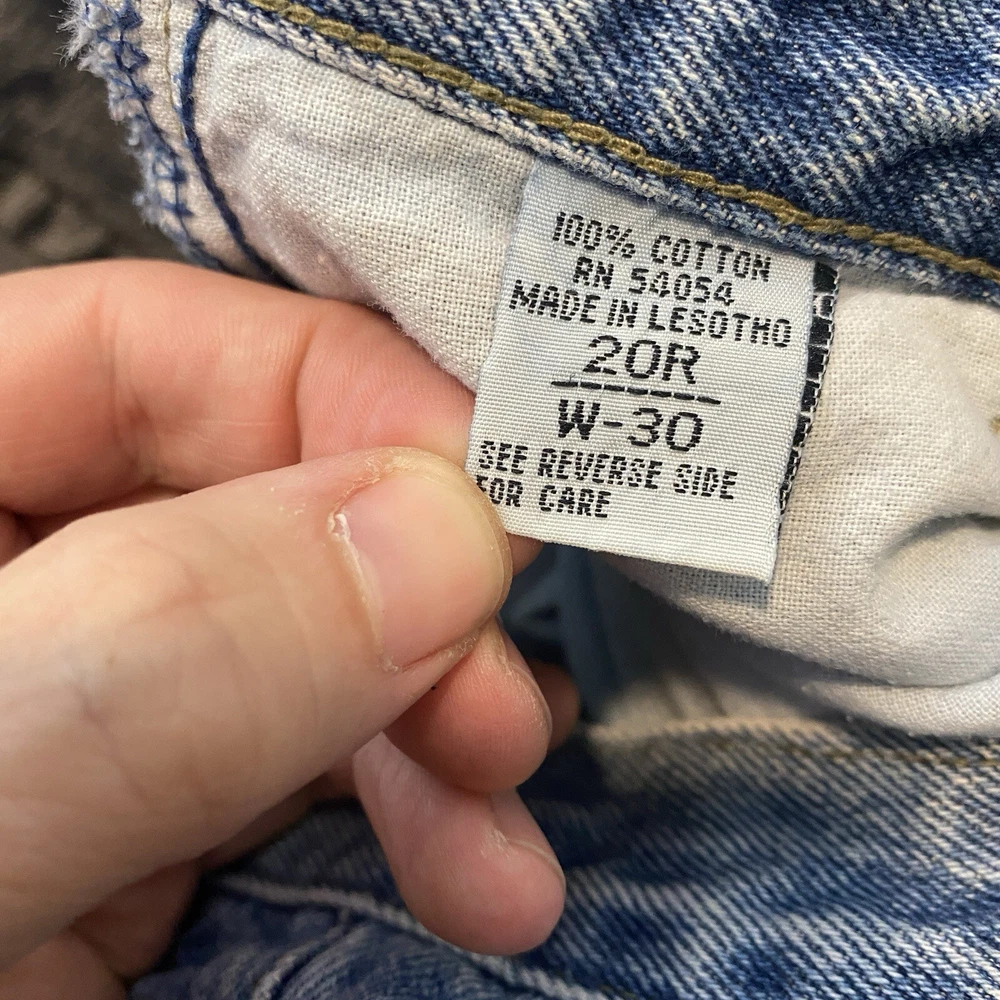 100% COTTON
RN 54054
MADE IN LESOTHO
20R
W-30
SEE REVERSE SIDE
FOR CARE